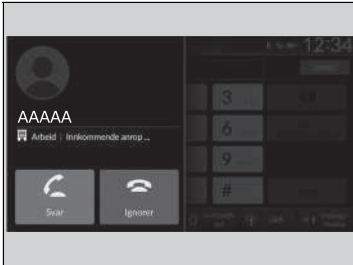 12:34
AAAAA
Arbeid | Innkommende anrop...
3
6
9
#
Svar
Ignorer